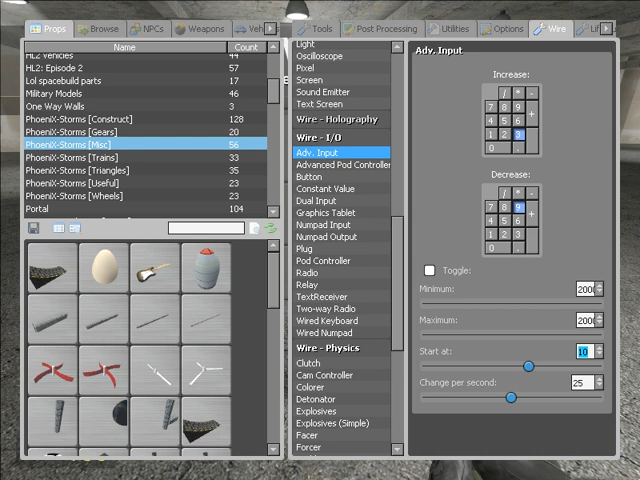 Props Browse NPCs Weapons Vehi
Name Count
HL2 Vehicles 44
HL2: Episode 2 57
Lol spacebuild parts 17
Military Models 46
One Way Walls 3
PhoeniX-Storms [Construct] 128
PhoeniX-Storms [Gears] 20
PhoeniX-Storms [Misc] 56
PhoeniX-Storms [Trains] 33
PhoeniX-Storms [Triangles] 35
PhoeniX-Storms [Useful] 23
PhoeniX-Storms [Wheels] 23
Portal 104
Tools Post Processing Utilities Options Wire Lif
Light
Oscilloscope
Pixel
Screen
Sound Emitter
Text Screen
Wire - Holography
Wire - I/O
Adv. Input
Advanced Pod Controller
Button
Constant Value
Dual Input
Graphics Tablet
Numpad Input
Numpad Output
Plug
Pod Controller
Radio
Relay
TextReceiver
Two-way Radio
Wired Keyboard
Wired Numpad
Wire - Physics
Clutch
Cam Controller
Colorer
Detonator
Explosives
Explosives (Simple)
Facer
Forcer
Adv. Input
Increase:
/ * -
7 8 9 +
4 5 6
1 2 3
0 .
Decrease:
/ * -
7 8 9 +
4 5 6
1 2 3
0 .
Toggle:
Minimum: 200
Maximum: 200
Start at: 10
Change per second: 25